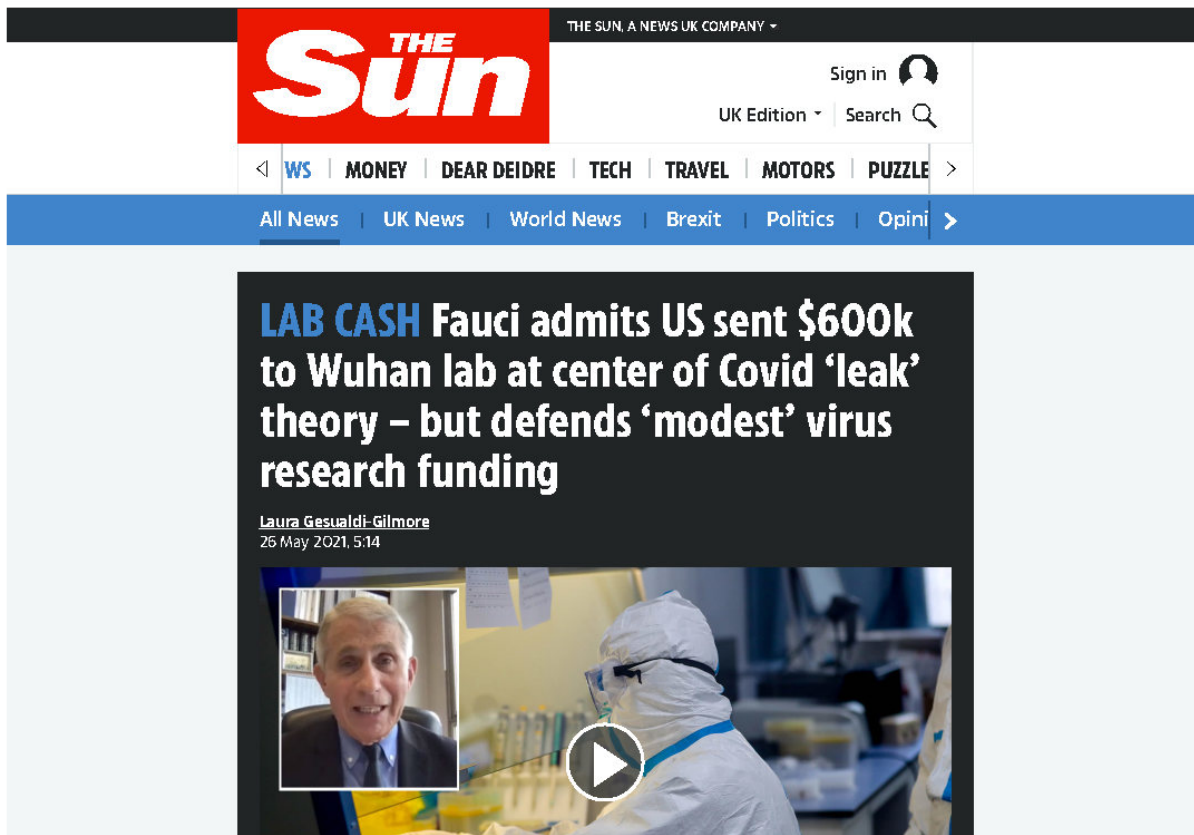 THE SUN, A NEWS UK COMPANY
THE
Sun
Sign in
UK Edition
Search
WS
MONEY
DEAR DEIDRE
TECH
TRAVEL
MOTORS
PUZZLE
All News
UK News
World News
Brexit
Politics
Opini
LAB CASH Fauci admits US sent $600k
to Wuhan lab at center of Covid ‘leak’
theory – but defends ‘modest’ virus
research funding
Laura Gesualdi-Gilmore
26 May 2021, 5:14